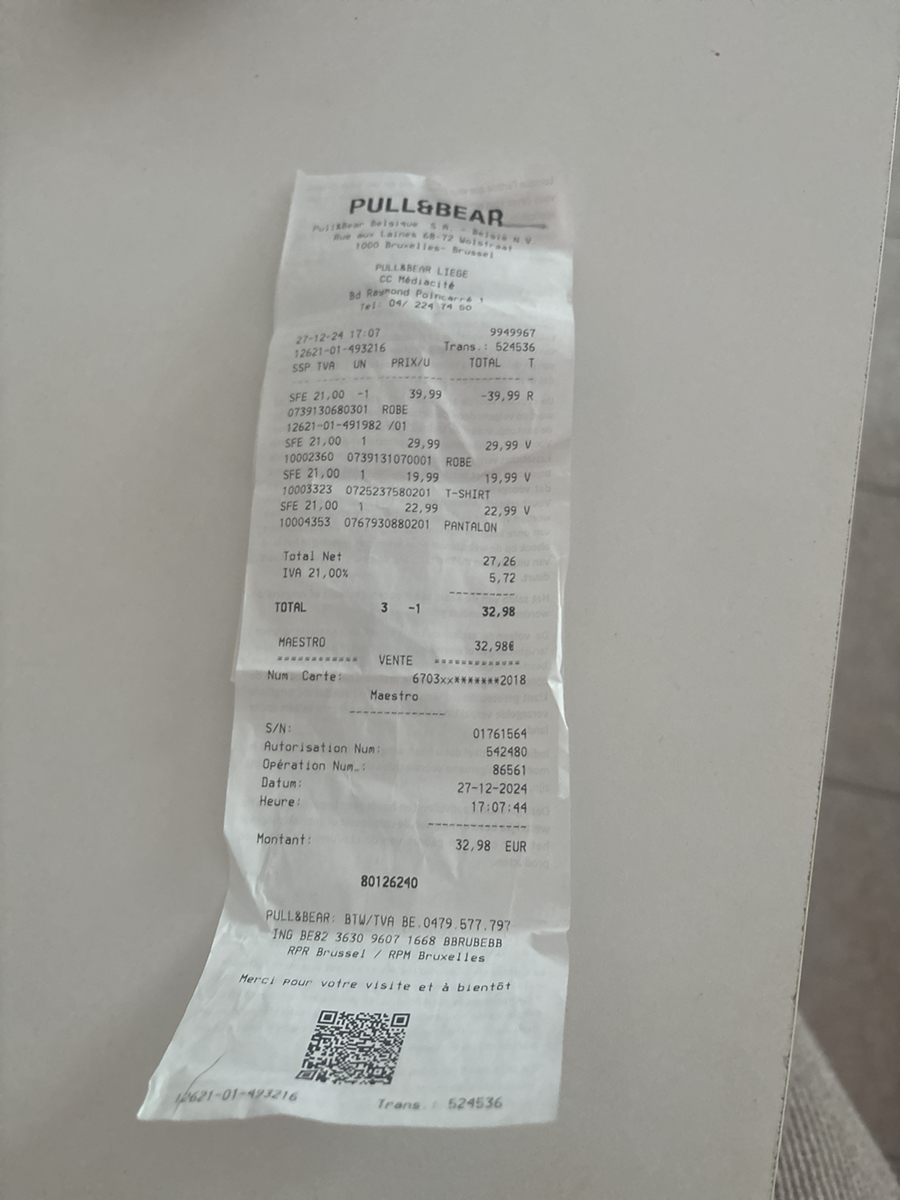 PULL&BEAR
Pull&Bear Belgique S.A. - België N.V
Rue aux Laines 68-72 Wolstraat
1000 Bruxelles- Brussel
PULL&BEAR LIEGE
CC Médiacité
Bd Raymond Poincarré 1
Tel: 04/ 224 74 50
27-12-24 17:07 9949967
12621-01-493216 Trans.: 524536
SSP TVA UN PRIX/U TOTAL T
SFE 21,00 -1 39,99 -39,99 R
0739130680301 ROBE
12621-01-491982 /01
SFE 21,00 1 29,99 29,99 V
10002360 0739131070001 ROBE
SFE 21,00 1 19,99 19,99 V
10003323 0725237580201 T-SHIRT
SFE 21,00 1 22,99 22,99 V
10004353 0767930880201 PANTALON
Total Net 27,26
IVA 21,00% 5,72
----------
TOTAL 3 -1 32,98
MAESTRO 32,98€
============ VENTE =============
Num Carte: 6703xx*******2018
Maestro
-------------
S/N: 01761564
Autorisation Num: 542480
Opération Num.: 86561
Datum: 27-12-2024
Heure: 17:07:44
--------------
Montant: 32,98 EUR
80126240
PULL&BEAR: BTW/TVA BE.0479.577.797
ING BE82 3630 9607 1668 BBRUBEBB
RPR Brussel / RPM Bruxelles
Merci pour votre visite et à bientôt
12621-01-493216 Trans.: 524536